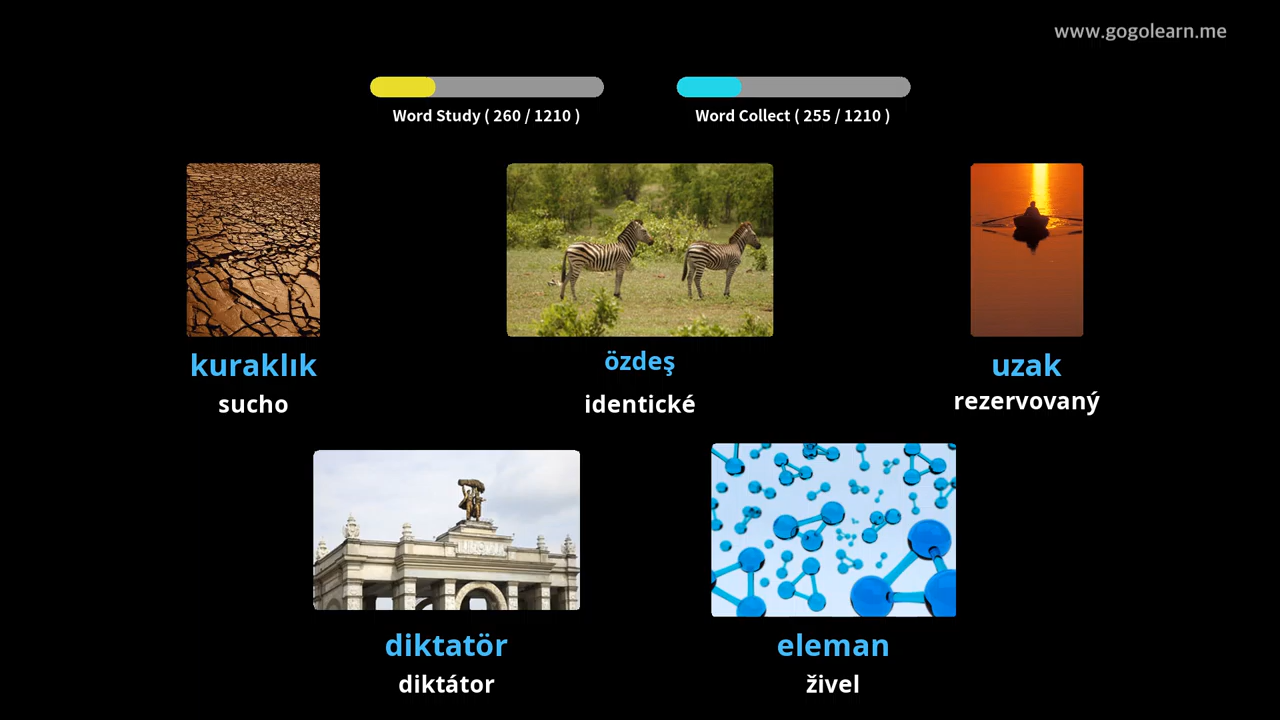 www.gogolearn.me
Word Study ( 260 / 1210 )
Word Collect ( 255 / 1210 )
kuraklık
sucho
özdeş
identické
uzak
rezervovaný
diktatör
diktátor
eleman
živel